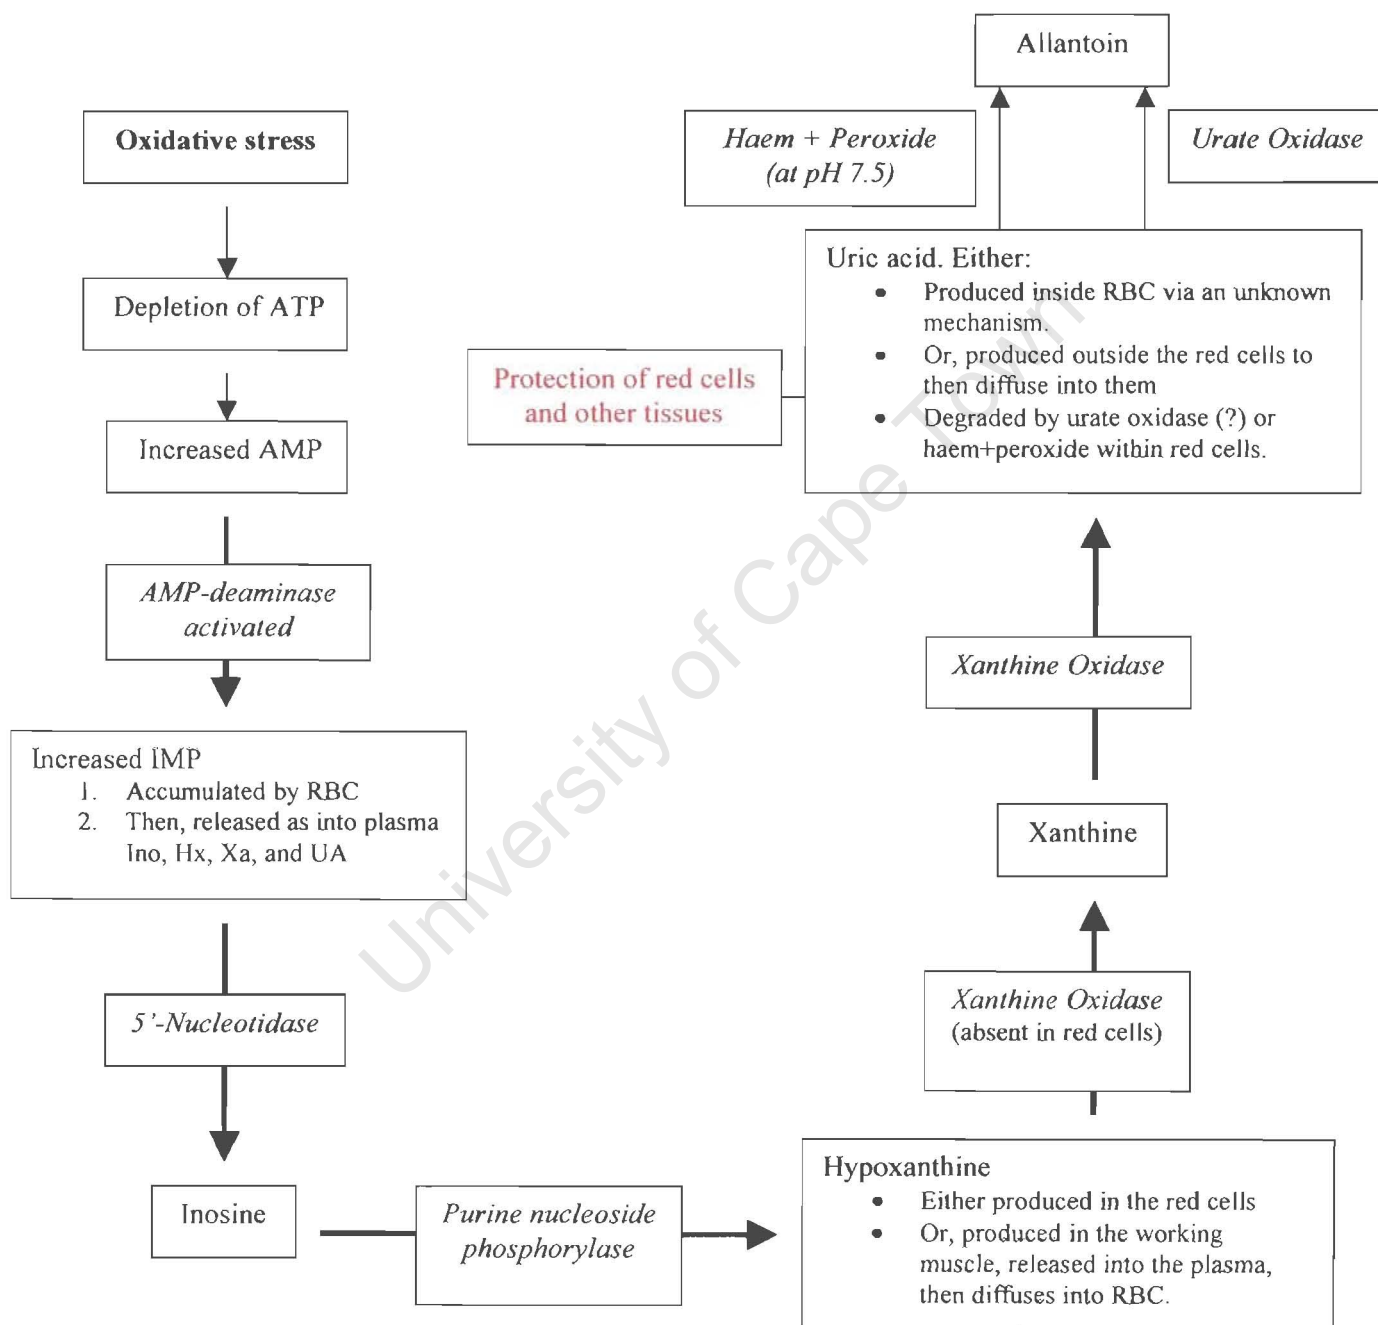 Oxidative stress
Depletion of ATP
Increased AMP
AMP-deaminase
activated
Increased IMP
1. Accumulated by RBC
2. Then, released as into plasma
Ino, Hx, Xa, and UA
5'-Nucleotidase
Inosine
Purine nucleoside
phosphorylase
Hypoxanthine
• Either produced in the red cells
• Or, produced in the working
muscle, released into the plasma,
then diffuses into RBC.
Xanthine Oxidase
(absent in red cells)
Xanthine
Xanthine Oxidase
Uric acid. Either:
• Produced inside RBC via an unknown
mechanism.
• Or, produced outside the red cells to
then diffuse into them
• Degraded by urate oxidase (?) or
haem+peroxide within red cells.
Protection of red cells
and other tissues
Haem + Peroxide
(at pH 7.5)
Urate Oxidase
Allantoin
University of Cape Town